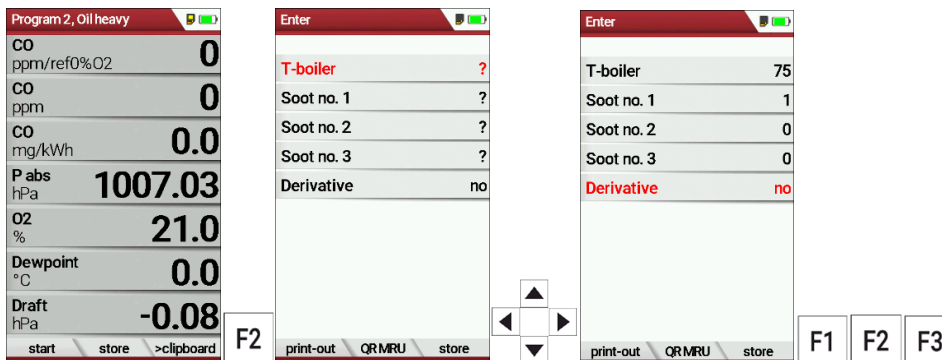 Program 2, Oil heavy
CO
ppm/ref0%O2
0
CO
ppm
0
CO
mg/kWh
0.0
P abs
hPa
1007.03
O2
%
21.0
Dewpoint
°C
0.0
Draft
hPa
-0.08
start store >clipboard
F2
Enter
T-boiler ?
Soot no. 1 ?
Soot no. 2 ?
Soot no. 3 ?
Derivative no
print-out QR MRU store
Enter
T-boiler 75
Soot no. 1 1
Soot no. 2 0
Soot no. 3 0
Derivative no
print-out QR MRU store
F1 F2 F3